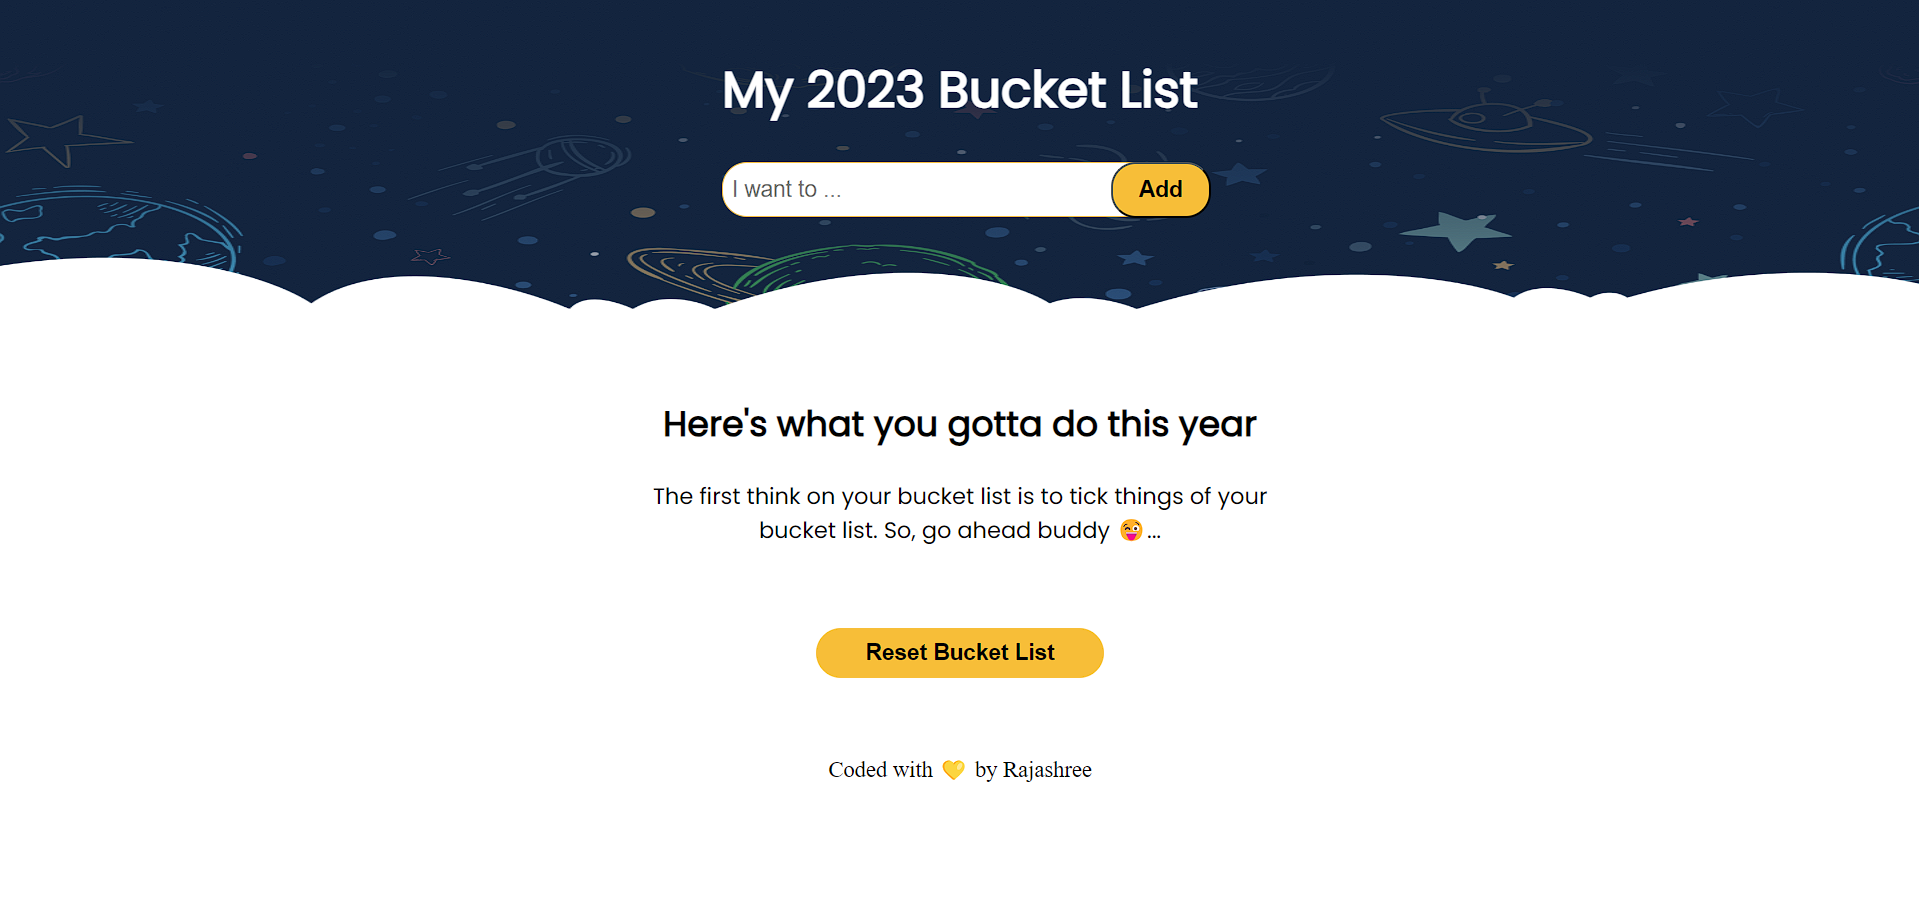 My 2023 Bucket List
I want to ...
Add
Here's what you gotta do this year
The first think on your bucket list is to tick things of your
bucket list. So, go ahead buddy 😜...
Reset Bucket List
Coded with 💛 by Rajashree